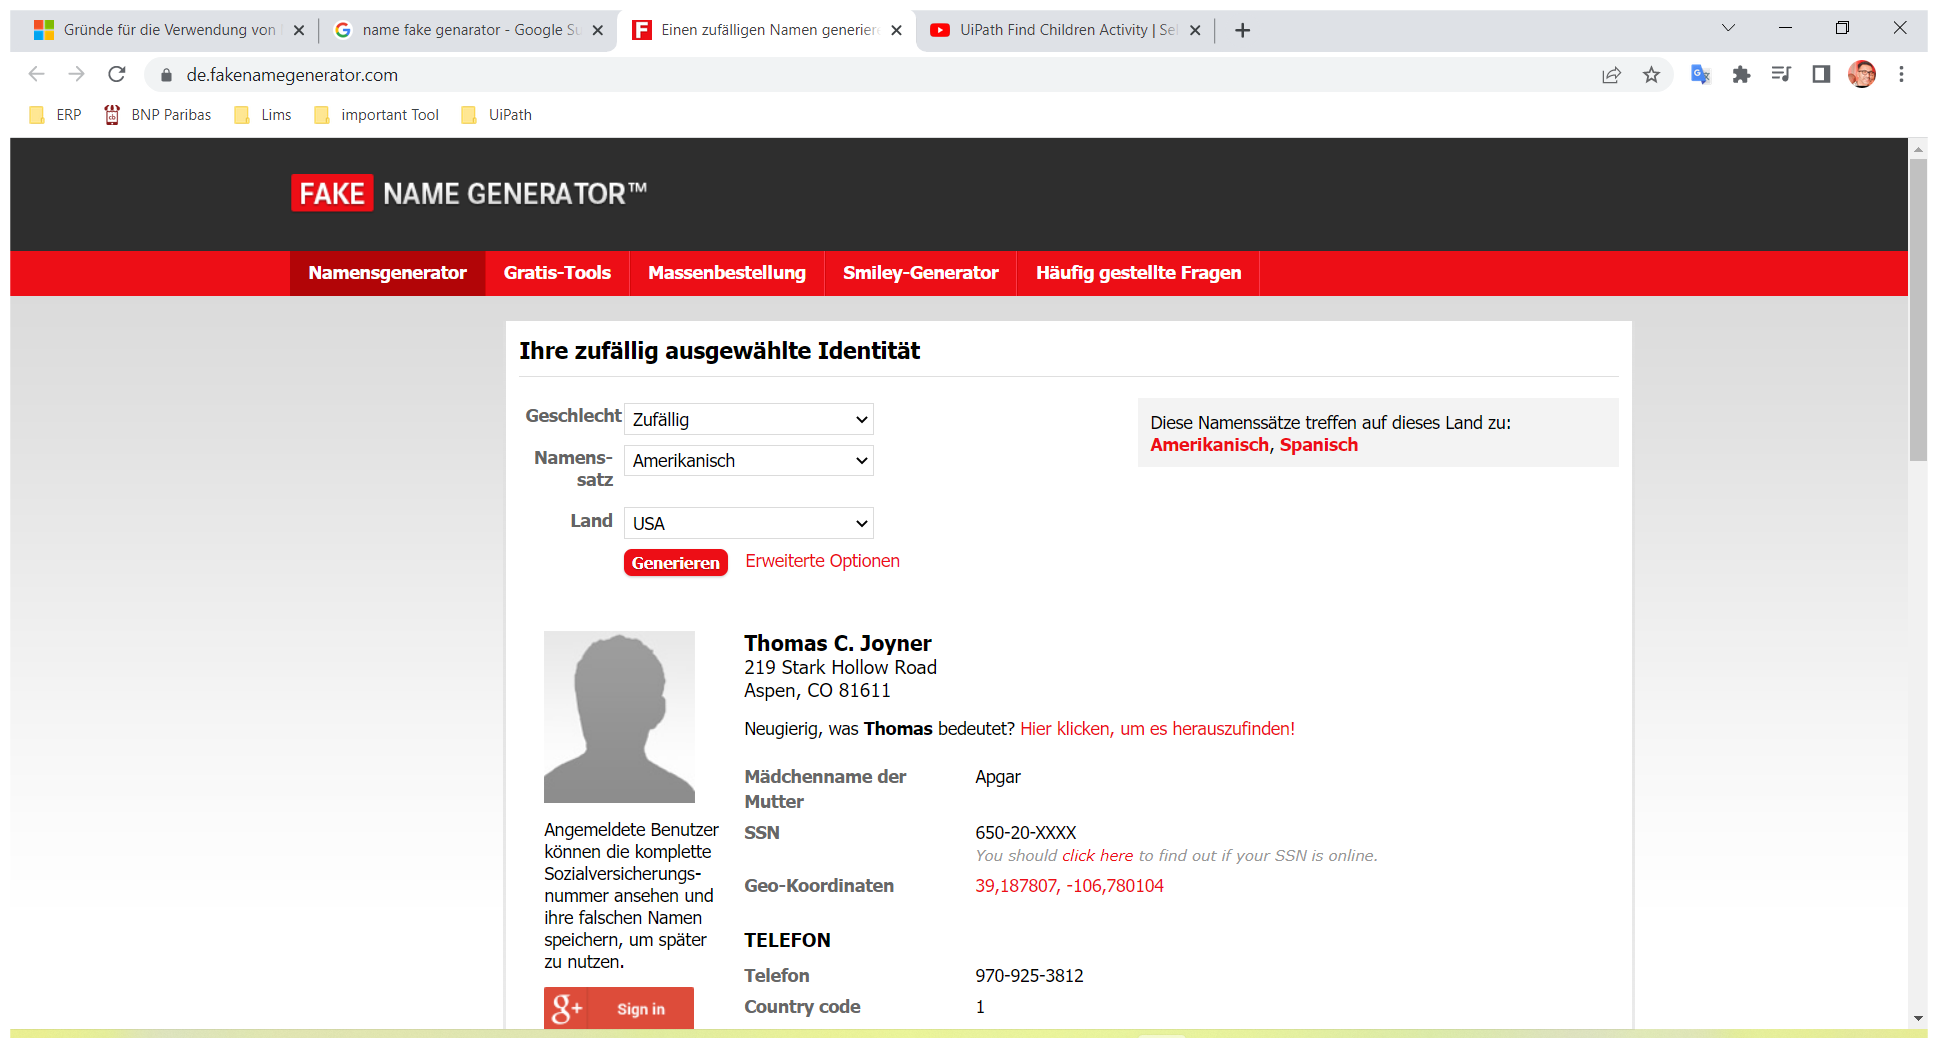 Gründe für die Verwendung von
name fake genarator - Google Su
Einen zufälligen Namen generier
UiPath Find Children Activity | Sel
de.fakenamegenerator.com
ERP
BNP Paribas
Lims
important Tool
UiPath
FAKE NAME GENERATOR™
Namensgenerator
Gratis-Tools
Massenbestellung
Smiley-Generator
Häufig gestellte Fragen
Ihre zufällig ausgewählte Identität
Geschlecht
Zufällig
Namens-
satz
Amerikanisch
Land
USA
Generieren
Erweiterte Optionen
Diese Namenssätze treffen auf dieses Land zu:
Amerikanisch, Spanisch
Angemeldete Benutzer
können die komplette
Sozialversicherungs-
nummer ansehen und
ihre falschen Namen
speichern, um später
zu nutzen.
g+ Sign in
Thomas C. Joyner
219 Stark Hollow Road
Aspen, CO 81611
Neugierig, was Thomas bedeutet? Hier klicken, um es herauszufinden!
Mädchenname der
Mutter
Apgar
SSN
650-20-XXXX
You should click here to find out if your SSN is online.
Geo-Koordinaten
39,187807, -106,780104
TELEFON
Telefon
970-925-3812
Country code
1